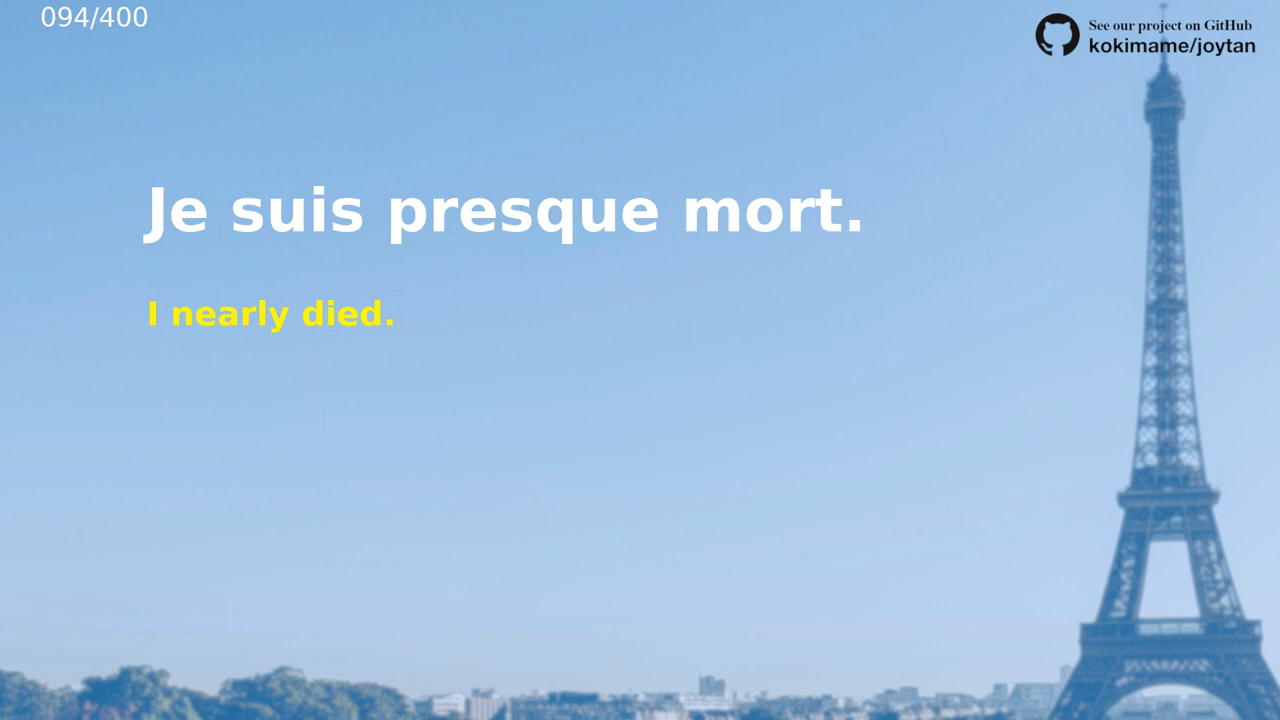 094/400
See our project on GitHub
kokimame/joytan
Je suis presque mort.
I nearly died.